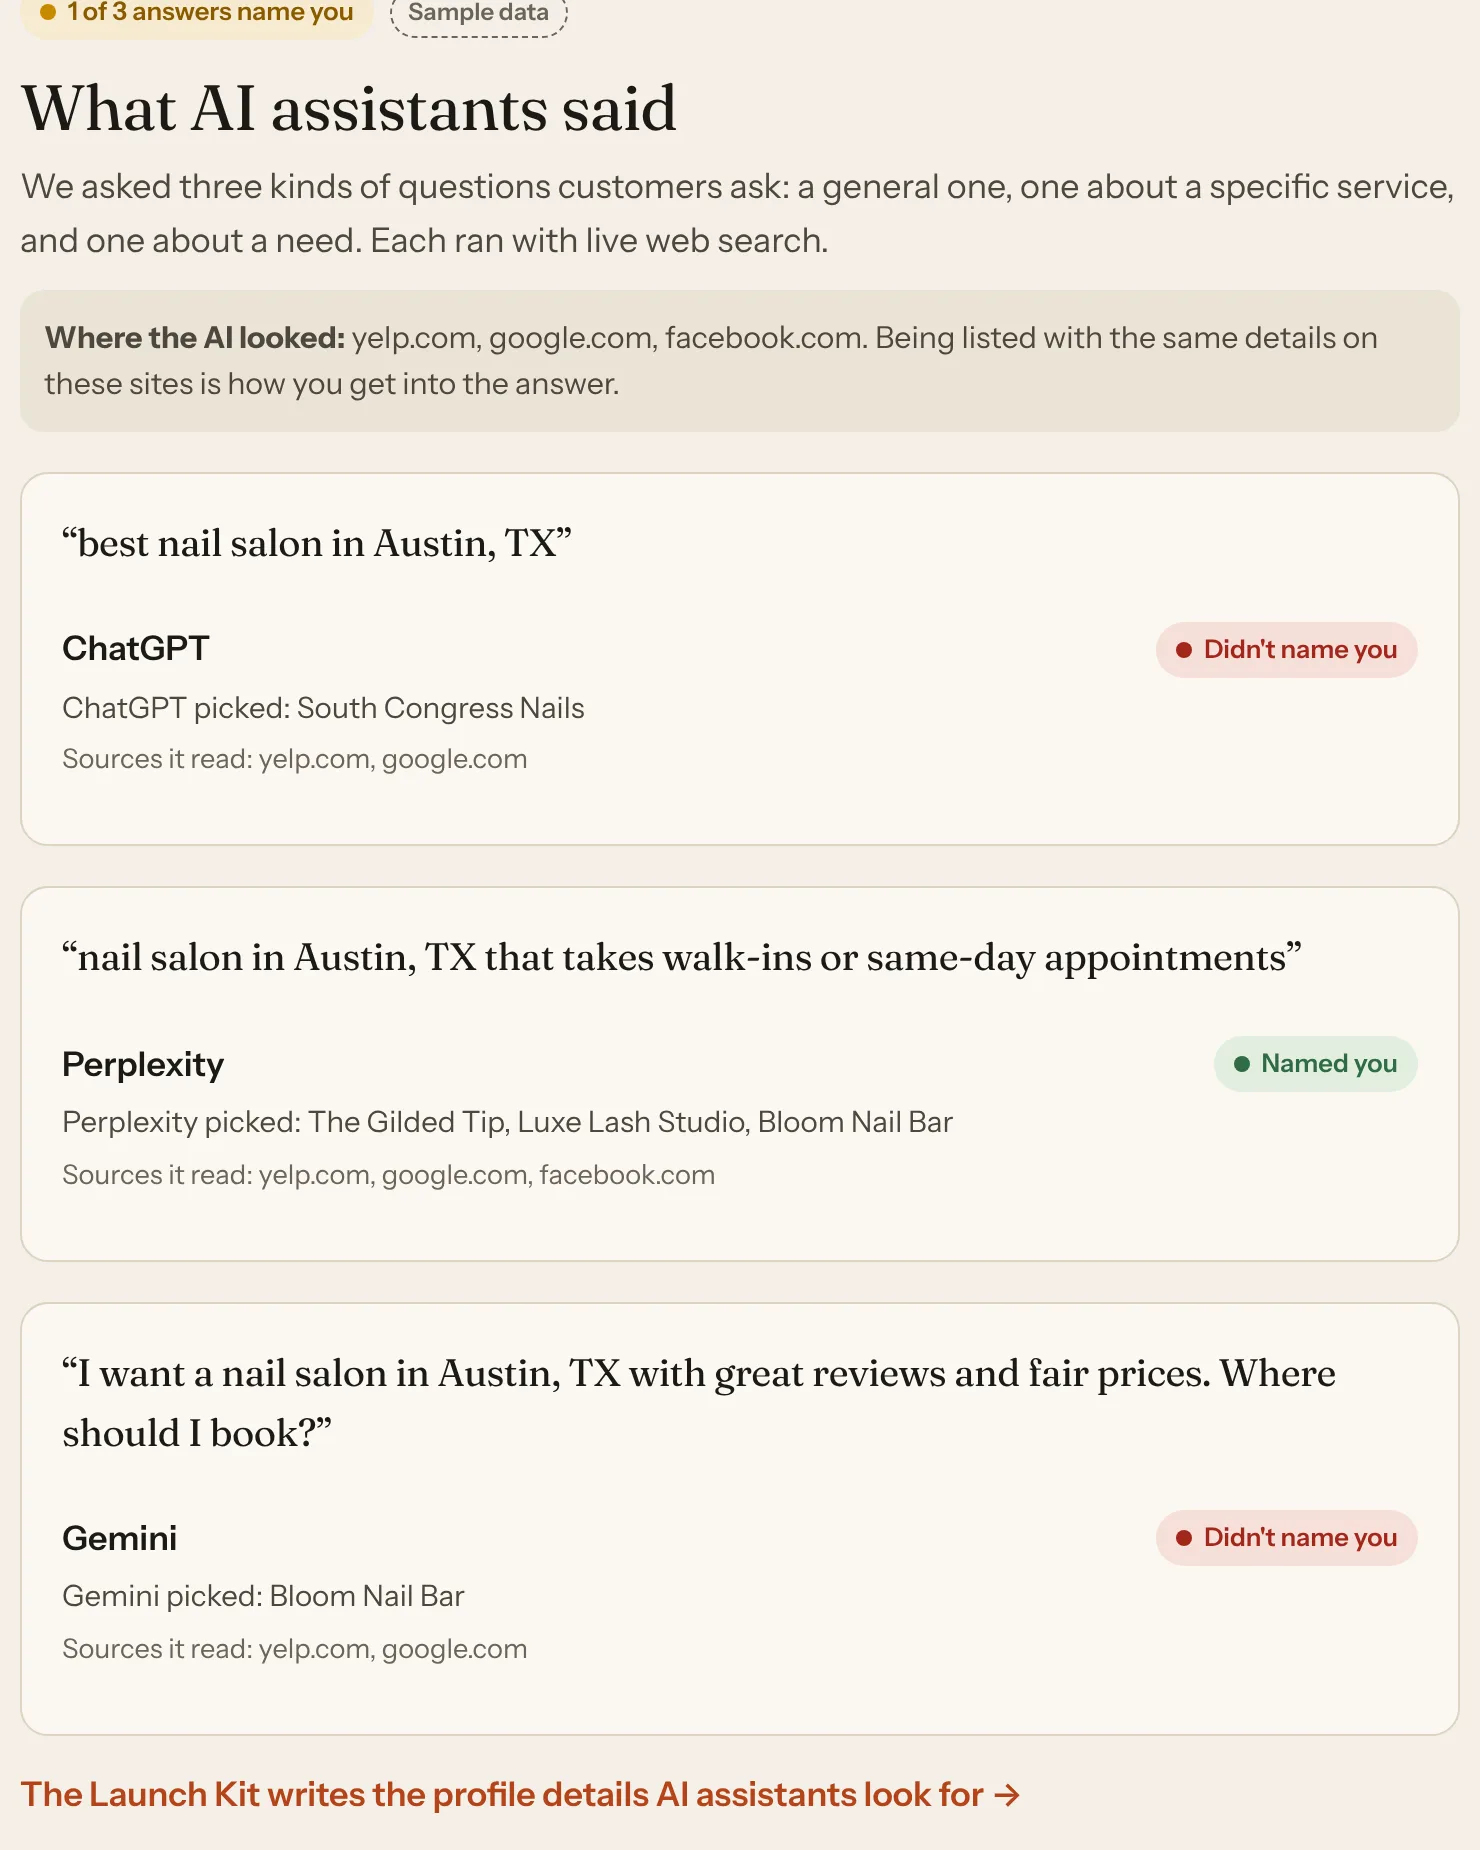 1 of 3 answers name you
Sample data
What AI assistants said
We asked three kinds of questions customers ask: a general one, one about a specific service,
and one about a need. Each ran with live web search.
Where the AI looked: yelp.com, google.com, facebook.com. Being listed with the same details on
these sites is how you get into the answer.
“best nail salon in Austin, TX”
ChatGPT
Didn't name you
ChatGPT picked: South Congress Nails
Sources it read: yelp.com, google.com
“nail salon in Austin, TX that takes walk-ins or same-day appointments”
Perplexity
Named you
Perplexity picked: The Gilded Tip, Luxe Lash Studio, Bloom Nail Bar
Sources it read: yelp.com, google.com, facebook.com
“I want a nail salon in Austin, TX with great reviews and fair prices. Where
should I book?”
Gemini
Didn't name you
Gemini picked: Bloom Nail Bar
Sources it read: yelp.com, google.com
The Launch Kit writes the profile details AI assistants look for →